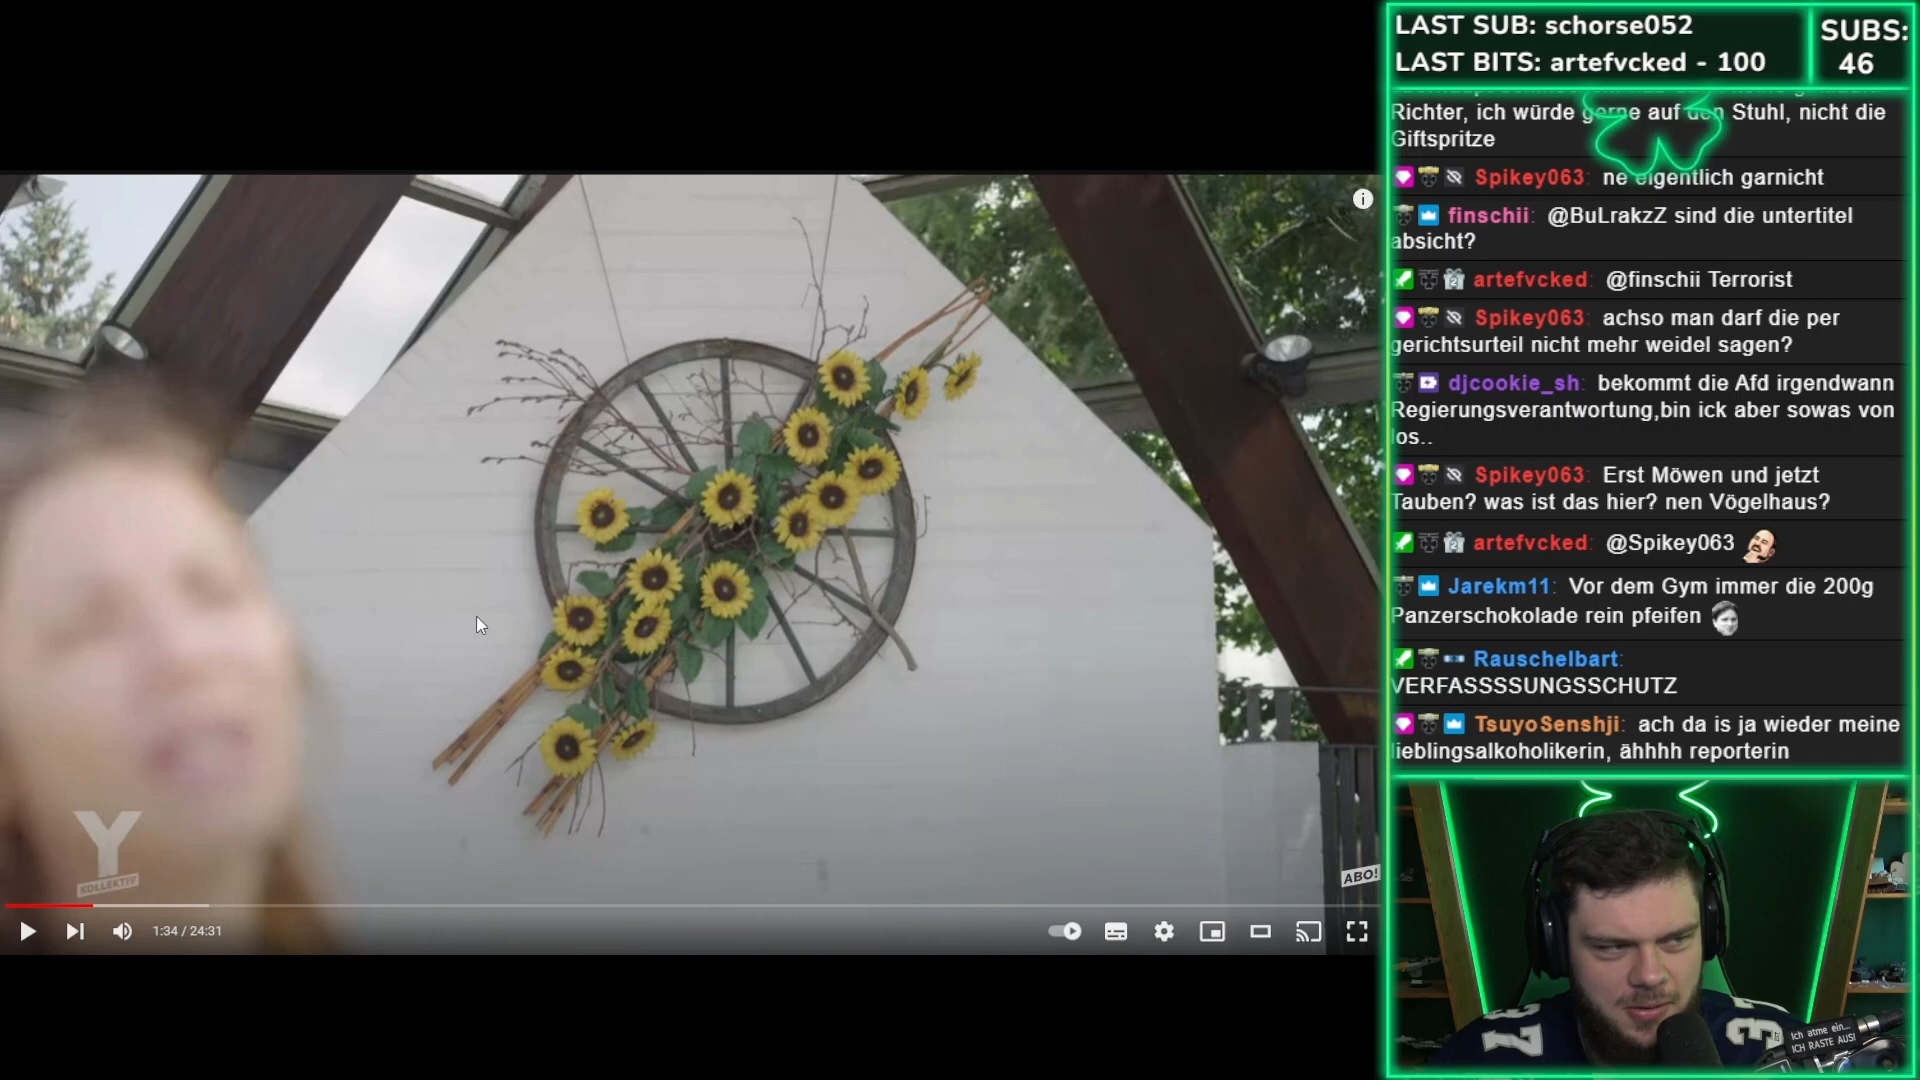 LAST SUB: schorse052
LAST BITS: artefvcked - 100
SUBS:
46
Richter, ich würde gerne auf den Stuhl, nicht die
Giftspritze
Spikey063: ne eigentlich garnicht
finschii: @BuLrakzZ sind die untertitel
absicht?
artefvcked: @finschii Terrorist
Spikey063: achso man darf die per
gerichtsurteil nicht mehr weidel sagen?
djcookie_sh: bekommt die Afd irgendwann
Regierungsverantwortung,bin ick aber sowas von
los..
Spikey063: Erst Möwen und jetzt
Tauben? was ist das hier? nen Vögelhaus?
artefvcked: @Spikey063
Jarekm11: Vor dem Gym immer die 200g
Panzerschokolade rein pfeifen
Rauschelbart:
VERFASSSSUNGSSCHUTZ
TsuyoSenshji: ach da is ja wieder meine
lieblingsalkoholikerin, ähhhh reporterin
Y
KOLLEKTIV
ABO!
1:34 / 24:31
37
3
Ich atme ein...
ICH RASTE AUS!